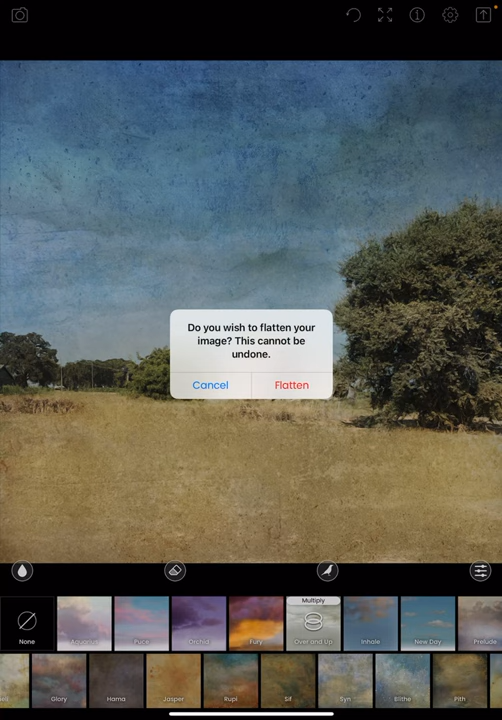 Do you wish to flatten your
image? This cannot be
undone.
Cancel Flatten
Multiply
None Aquarius Puce Orchid Fury Over and Up Inhale New Day Prelude
Glory Hama Jasper Rupi Sif Syn Blithe Pith